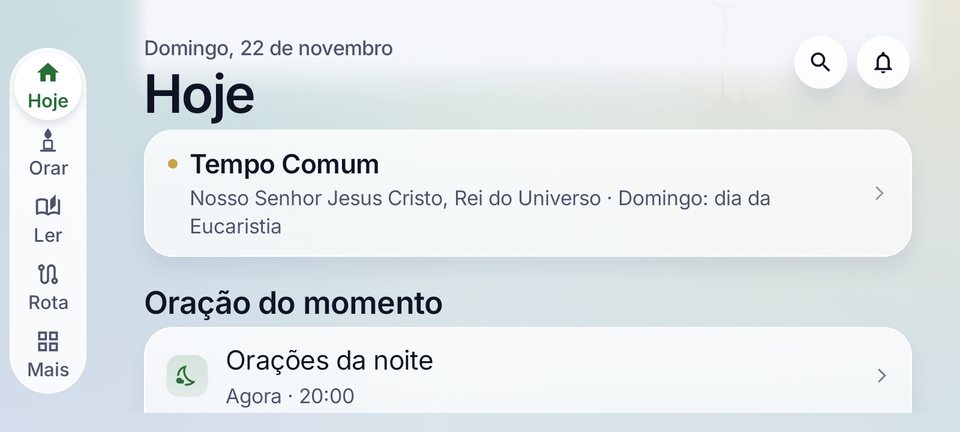 Domingo, 22 de novembro
Hoje
Hoje
Orar
Ler
Rota
Mais
Tempo Comum
Nosso Senhor Jesus Cristo, Rei do Universo · Domingo: dia da
Eucaristia
Oração do momento
Orações da noite
Agora · 20:00